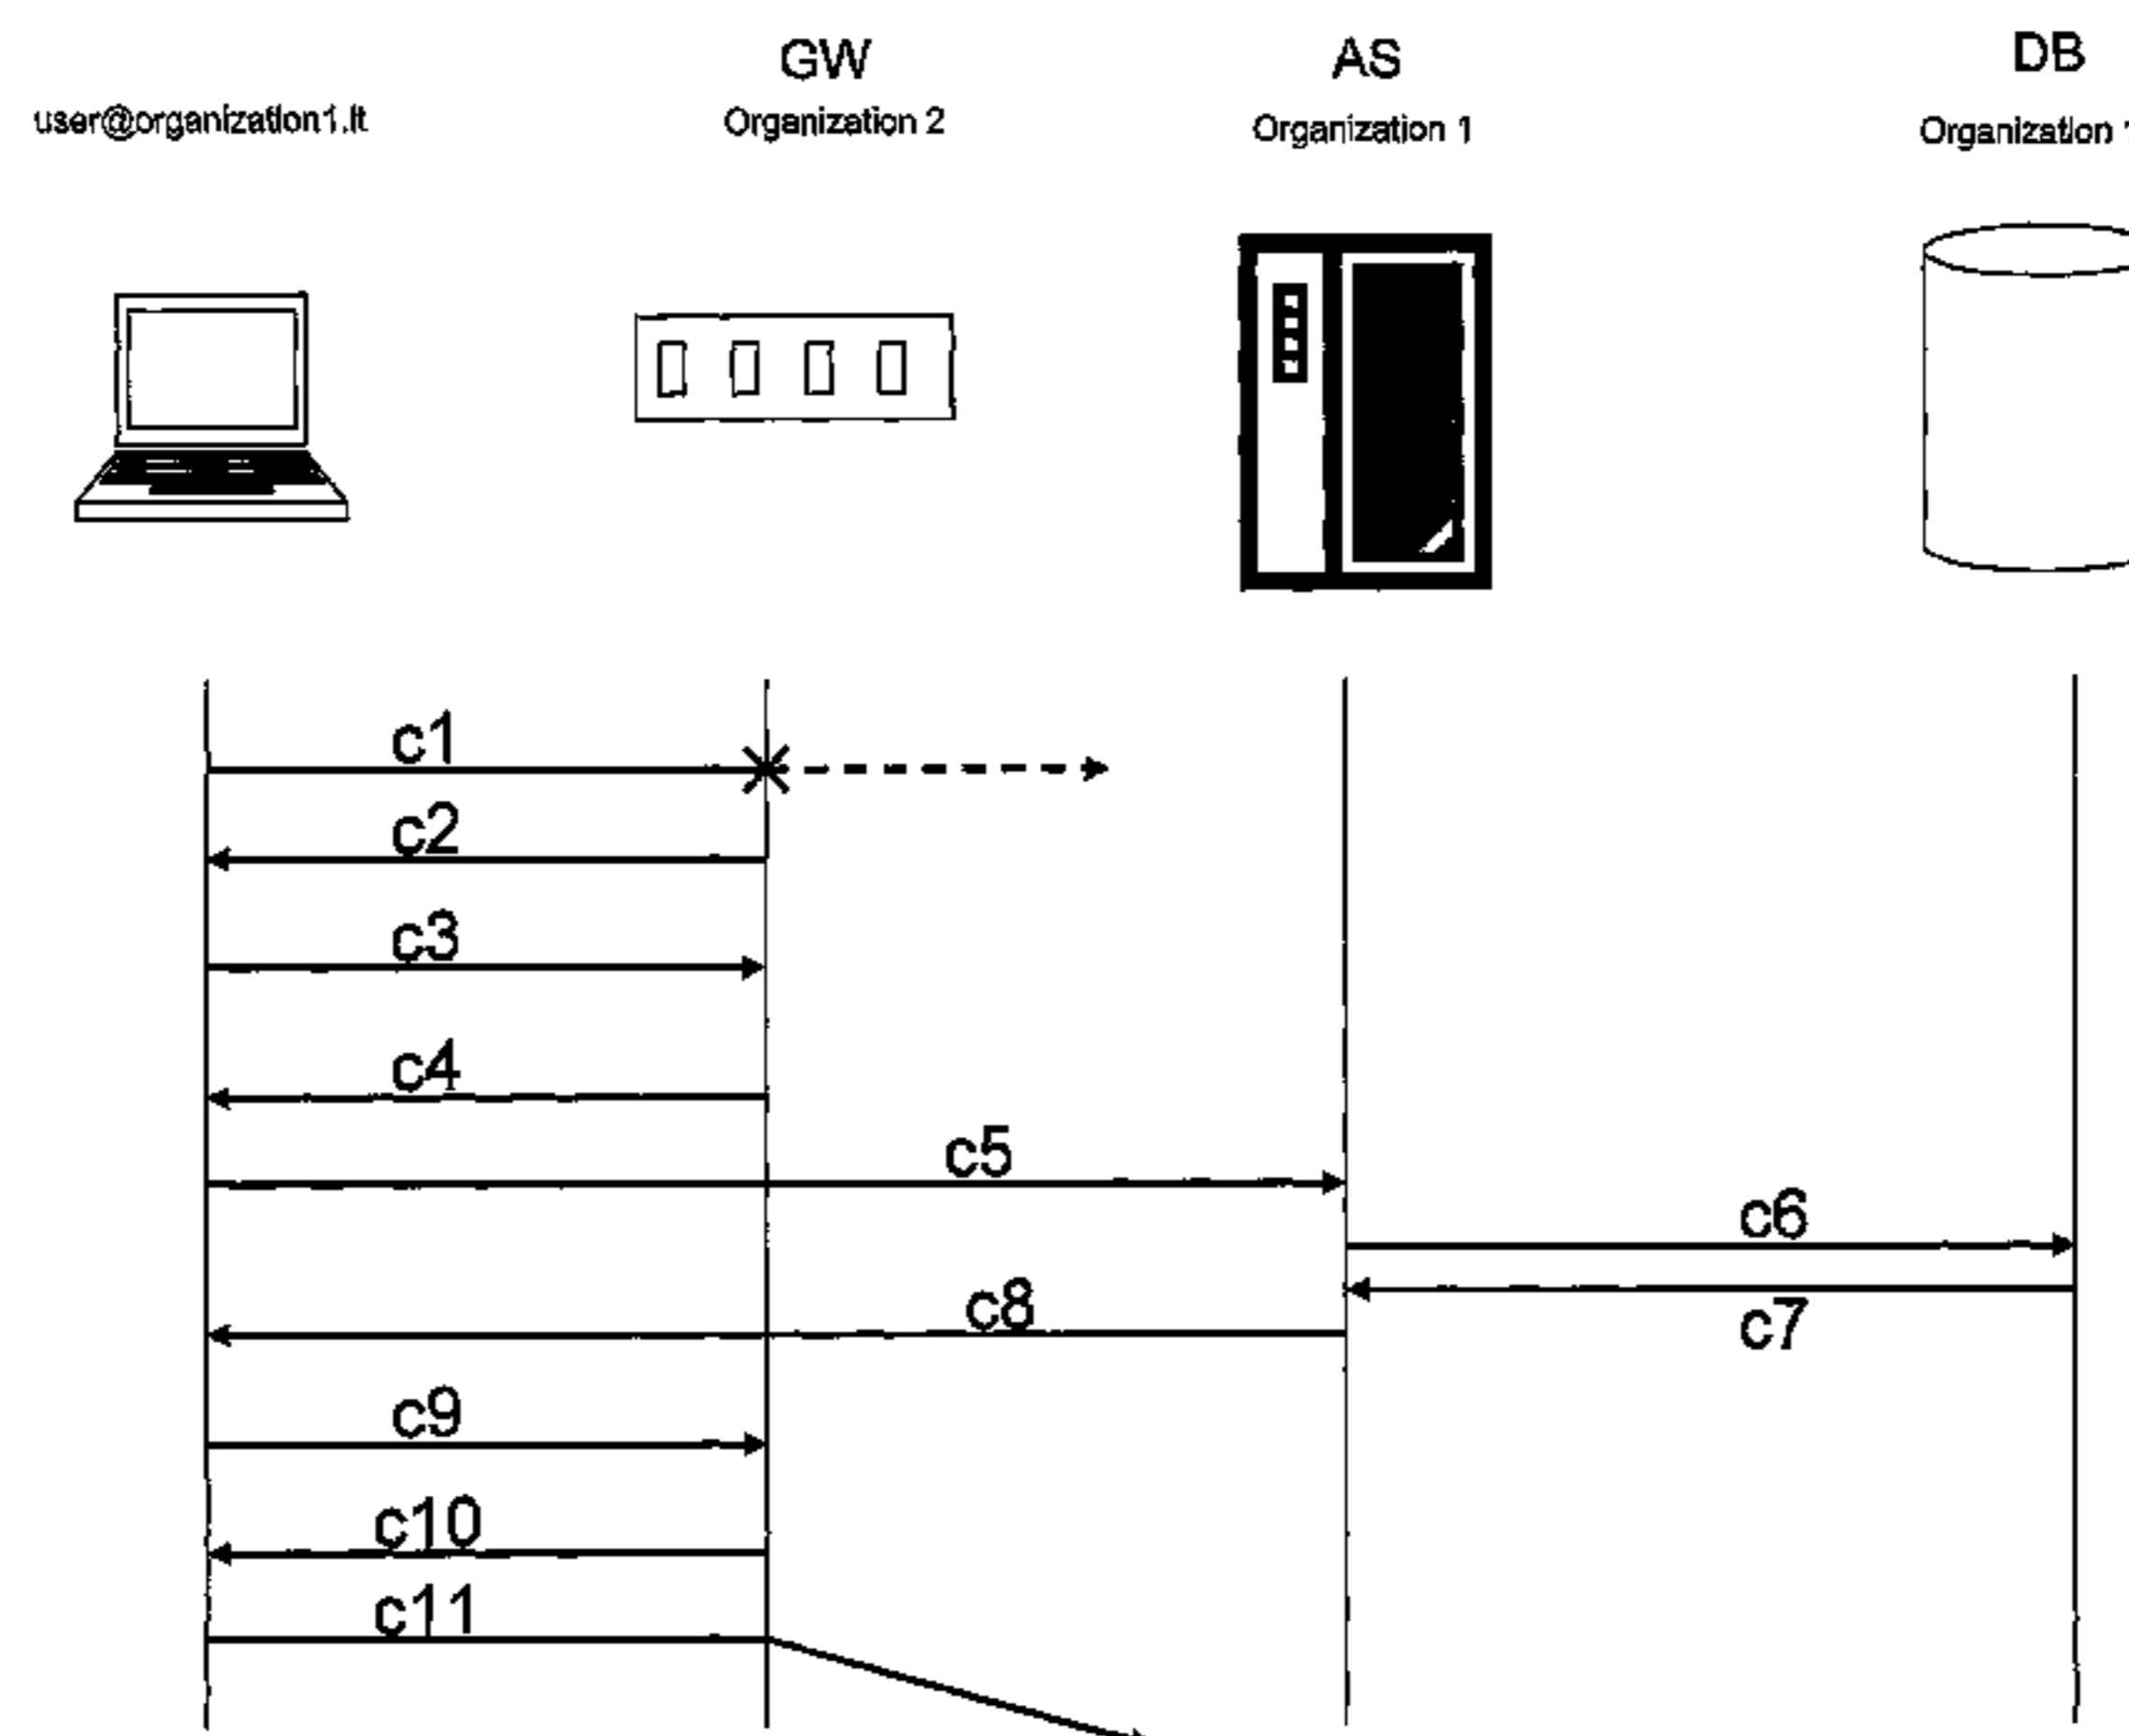 GW
AS
DB
user@organization1.it
Organization 2
Organization 1
Organization
c1
c2
c3
c4
c5
c6
c8
c7
c9
c10
c11